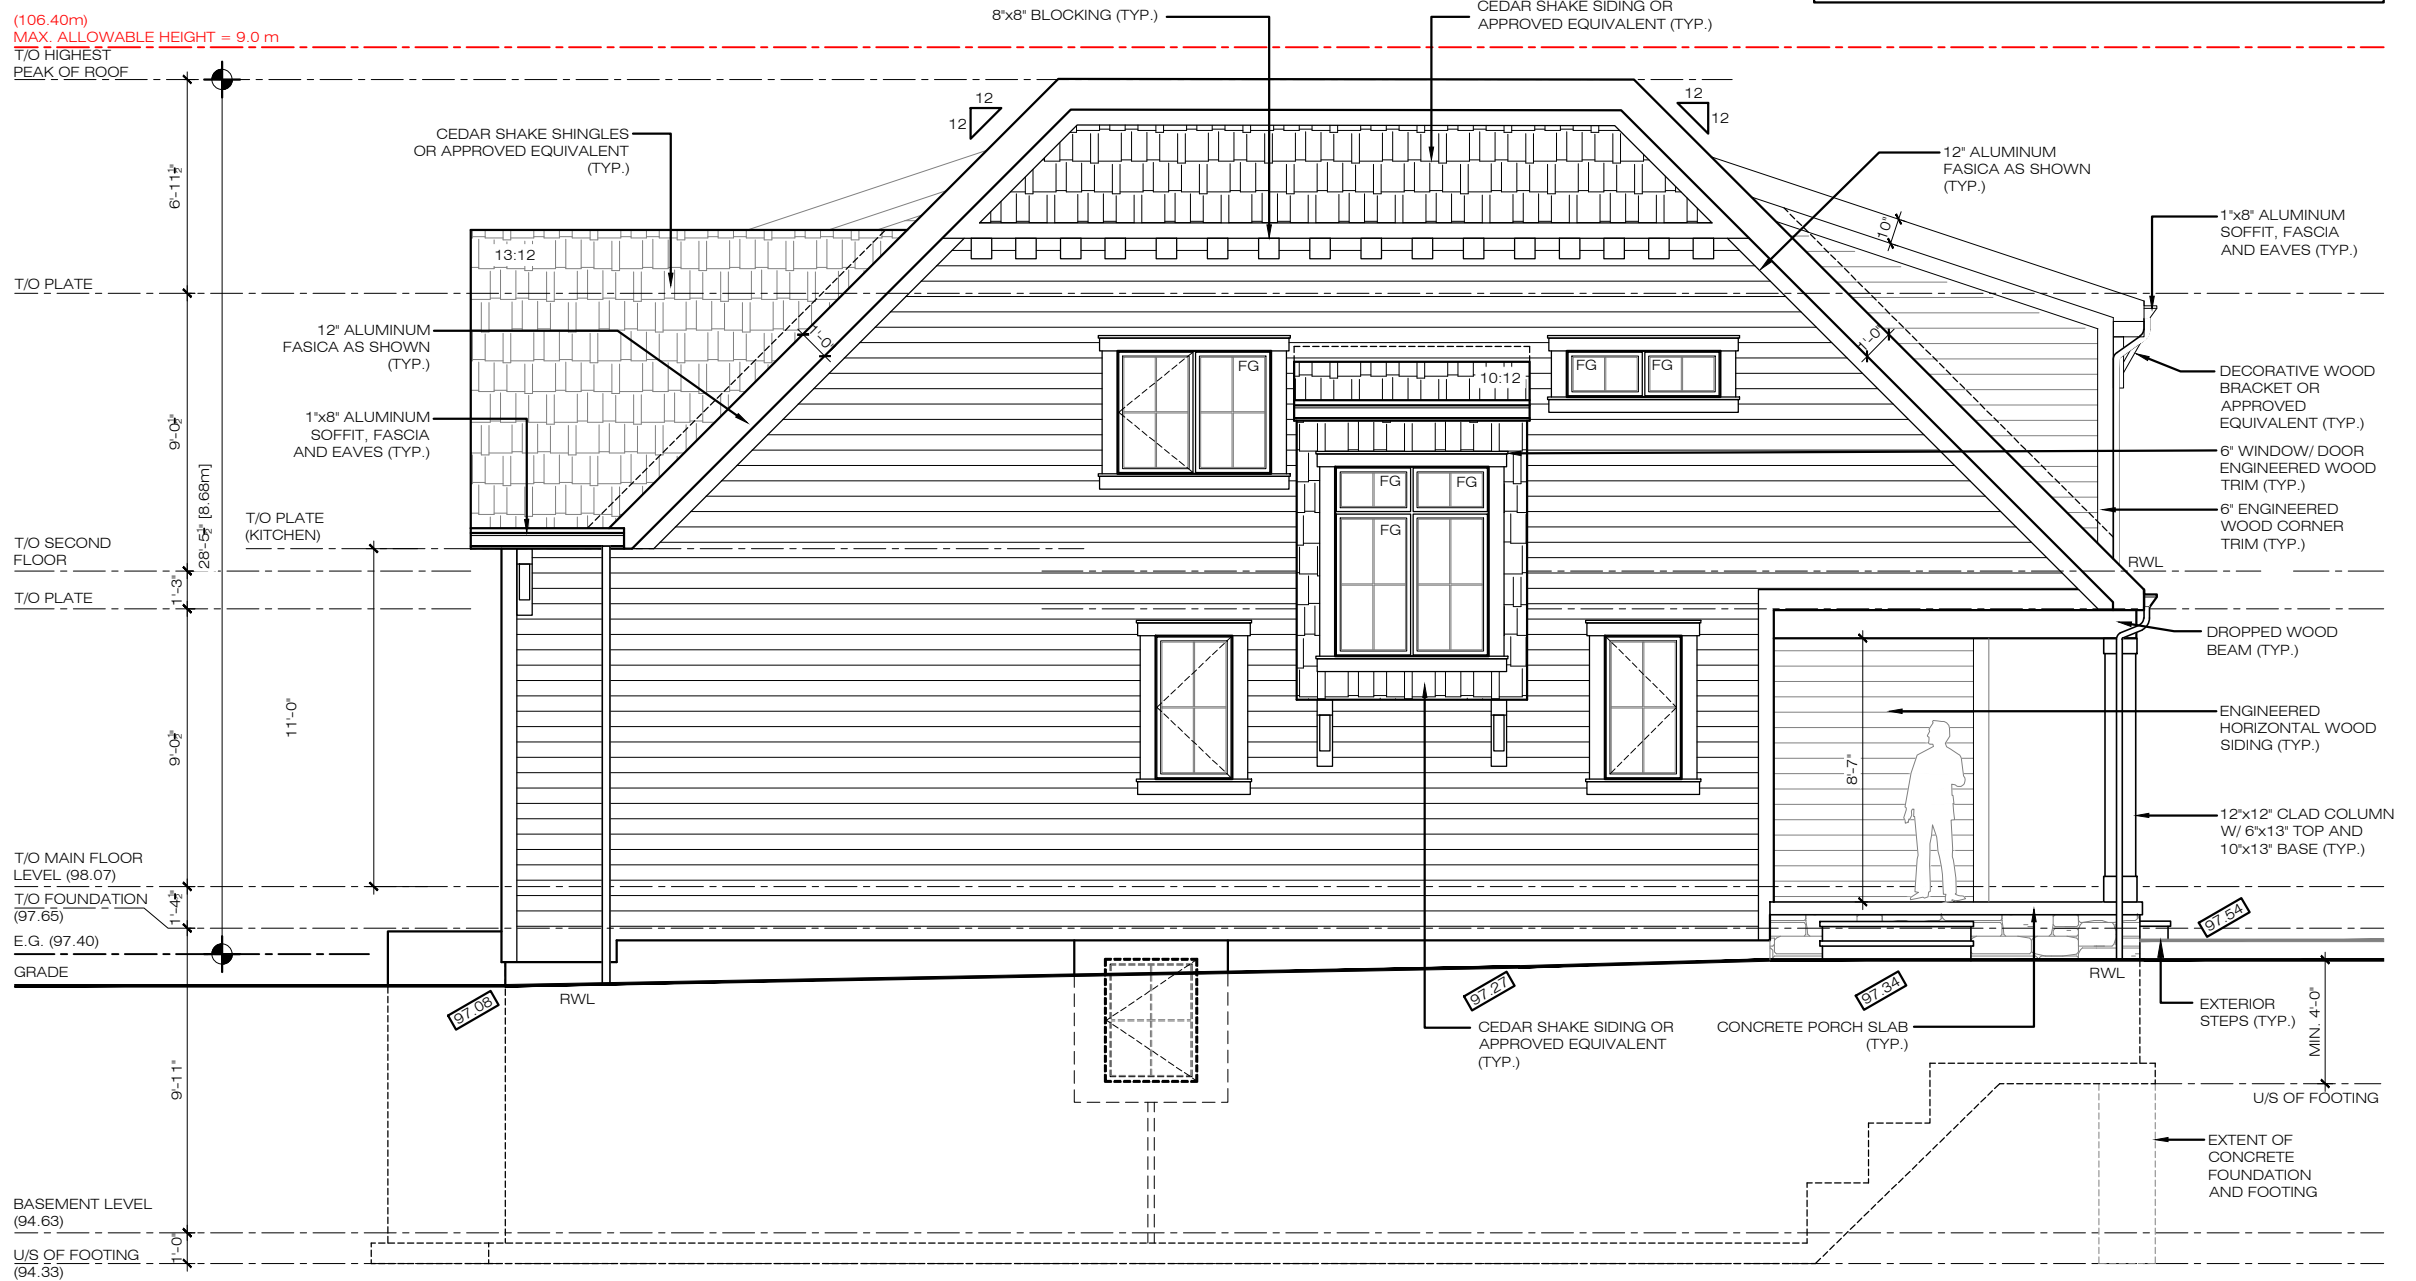 (106.40m)
MAX. ALLOWABLE HEIGHT = 9.0 m
T/O HIGHEST
PEAK OF ROOF
8"x8" BLOCKING (TYP.)
CEDAR SHAKE SIDING OR
APPROVED EQUIVALENT (TYP.)
12
12
12
12
CEDAR SHAKE SHINGLES
OR APPROVED EQUIVALENT
(TYP.)
12" ALUMINUM
FASICA AS SHOWN
(TYP.)
6'-11½"
10"
1"x8" ALUMINUM
SOFFIT, FASCIA
AND EAVES (TYP.)
13:12
T/O PLATE
12" ALUMINUM
FASICA AS SHOWN
(TYP.)
1'-0"
1'-0"
FG
FG
FG
10:12
DECORATIVE WOOD
BRACKET OR
APPROVED
EQUIVALENT (TYP.)
1"x8" ALUMINUM
SOFFIT, FASCIA
AND EAVES (TYP.)
9'-0½"
6" WINDOW/ DOOR
ENGINEERED WOOD
TRIM (TYP.)
FG
FG
FG
28'-5½" [8.68m]
6" ENGINEERED
WOOD CORNER
TRIM (TYP.)
T/O PLATE
(KITCHEN)
T/O SECOND
FLOOR
RWL
1'-3"
T/O PLATE
DROPPED WOOD
BEAM (TYP.)
11'-0"
9'-0½"
8'-7"
ENGINEERED
HORIZONTAL WOOD
SIDING (TYP.)
12"x12" CLAD COLUMN
W/ 6"x13" TOP AND
10"x13" BASE (TYP.)
T/O MAIN FLOOR
LEVEL (98.07)
T/O FOUNDATION
(97.65)
1'-4½"
E.G. (97.40)
GRADE
97.54
97.08
RWL
97.27
97.34
RWL
EXTERIOR
STEPS (TYP.)
MIN. 4'-0"
CEDAR SHAKE SIDING OR
APPROVED EQUIVALENT
(TYP.)
CONCRETE PORCH SLAB
(TYP.)
9'-11"
U/S OF FOOTING
EXTENT OF
CONCRETE
FOUNDATION
AND FOOTING
BASEMENT LEVEL
(94.63)
1'-0"
U/S OF FOOTING
(94.33)